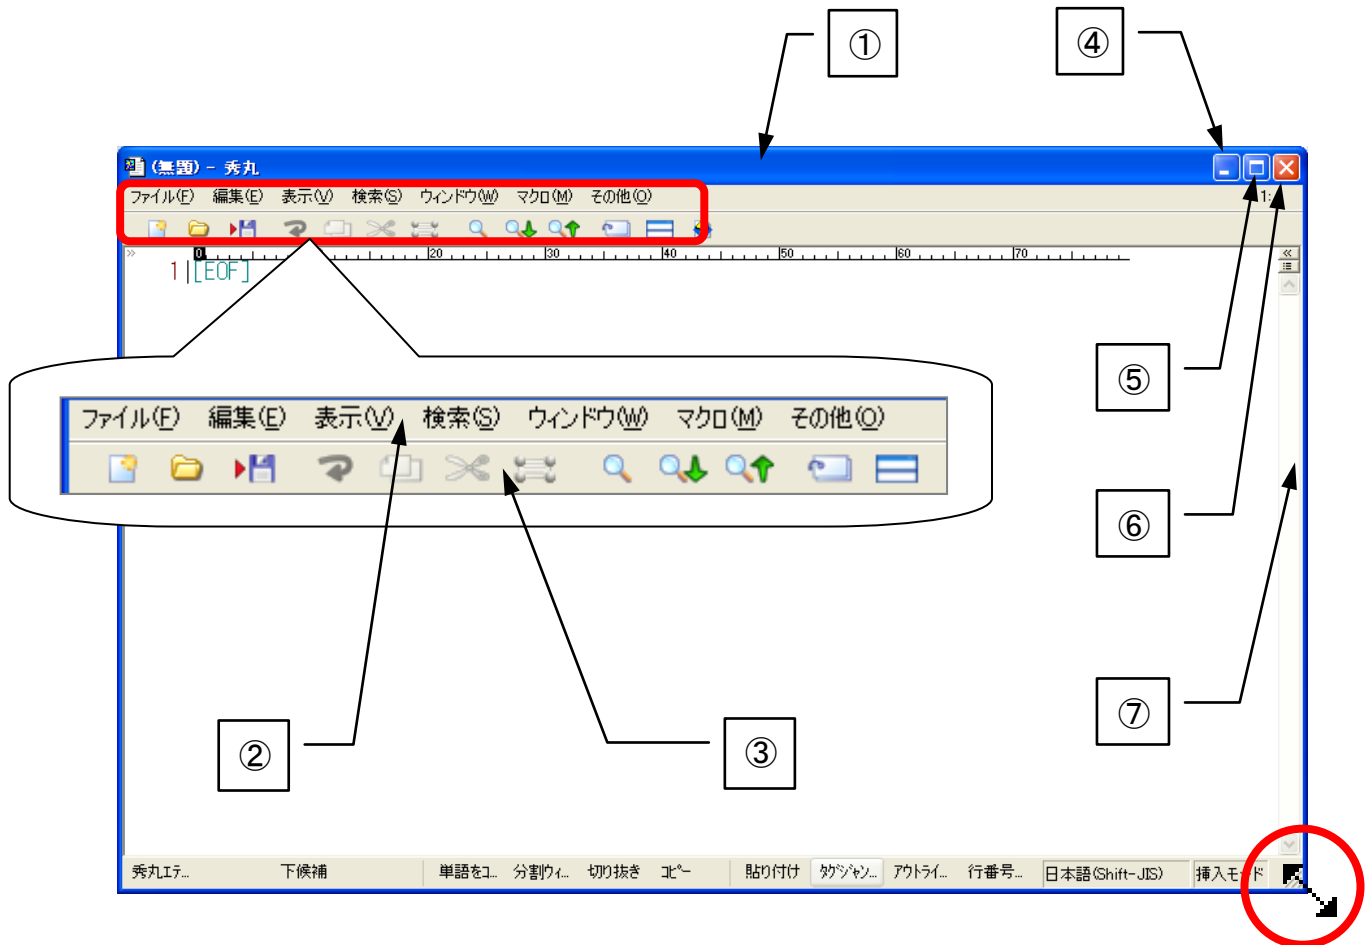 ①
④
(無題) - 秀丸
ファイル(F) 編集(E) 表示(V) 検索(S) ウィンドウ(W) マクロ(M) その他(O) 1:
0 20 30 40 50 60 70
1 [EOF]
⑤
ファイル(F) 編集(E) 表示(V) 検索(S) ウィンドウ(W) マクロ(M) その他(O)
⑥
⑦
② ③
秀丸エデ... 下候補 単語をコ... 分割ウィ... 切り抜き コピー 貼り付け タグジャン... アウトライ... 行番号... 日本語(Shift-JIS) 挿入モード